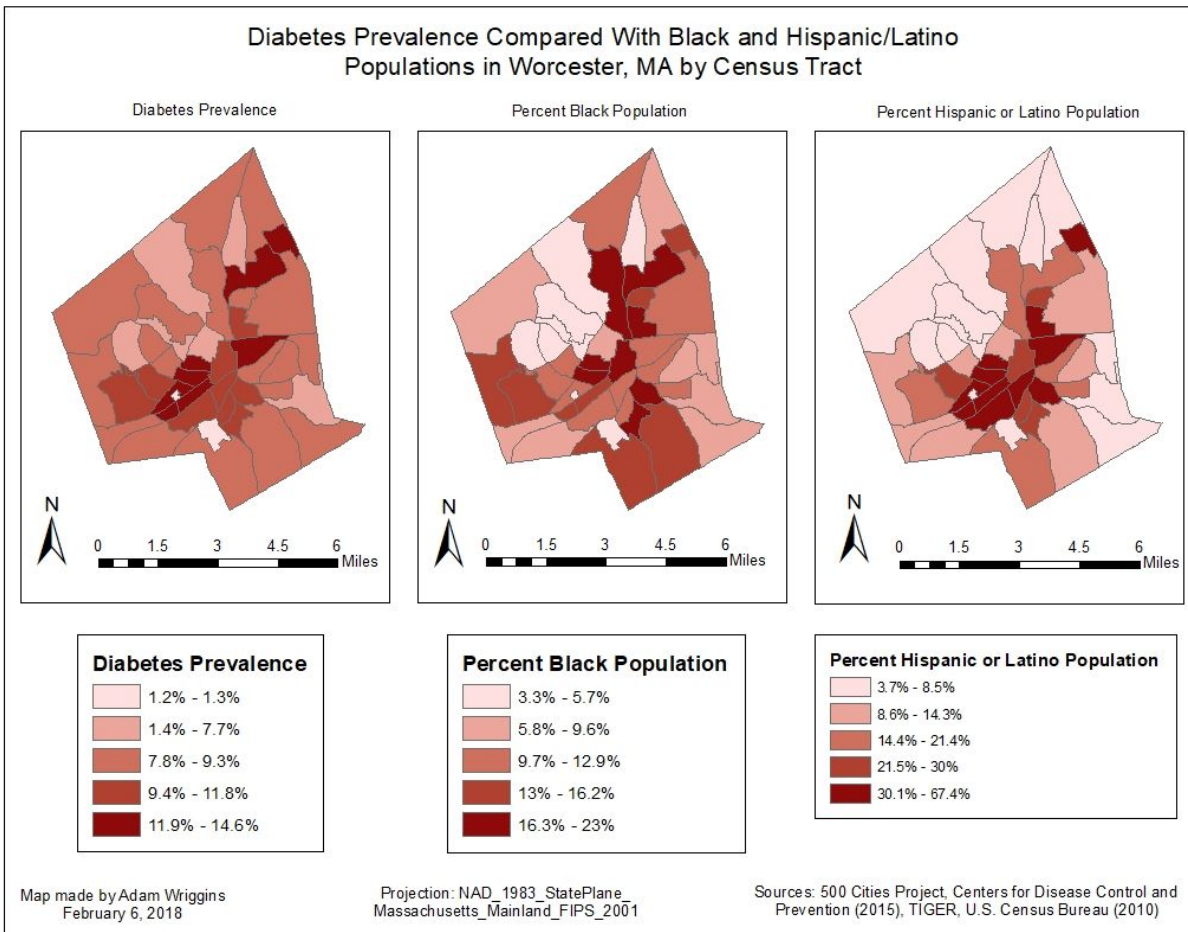 Diabetes Prevalence Compared With Black and Hispanic/Latino
Populations in Worcester, MA by Census Tract
Diabetes Prevalence
N
0 1.5 3 4.5 6
Miles
Percent Black Population
N
0 1.5 3 4.5 6
Miles
Percent Hispanic or Latino Population
N
0 1.5 3 4.5 6
Miles
Diabetes Prevalence
1.2% - 1.3%
1.4% - 7.7%
7.8% - 9.3%
9.4% - 11.8%
11.9% - 14.6%
Percent Black Population
3.3% - 5.7%
5.8% - 9.6%
9.7% - 12.9%
13% - 16.2%
16.3% - 23%
Percent Hispanic or Latino Population
3.7% - 8.5%
8.6% - 14.3%
14.4% - 21.4%
21.5% - 30%
30.1% - 67.4%
Map made by Adam Wriggins
February 6, 2018
Projection: NAD_1983_StatePlane_
Massachusetts_Mainland_FIPS_2001
Sources: 500 Cities Project, Centers for Disease Control and
Prevention (2015), TIGER, U.S. Census Bureau (2010)